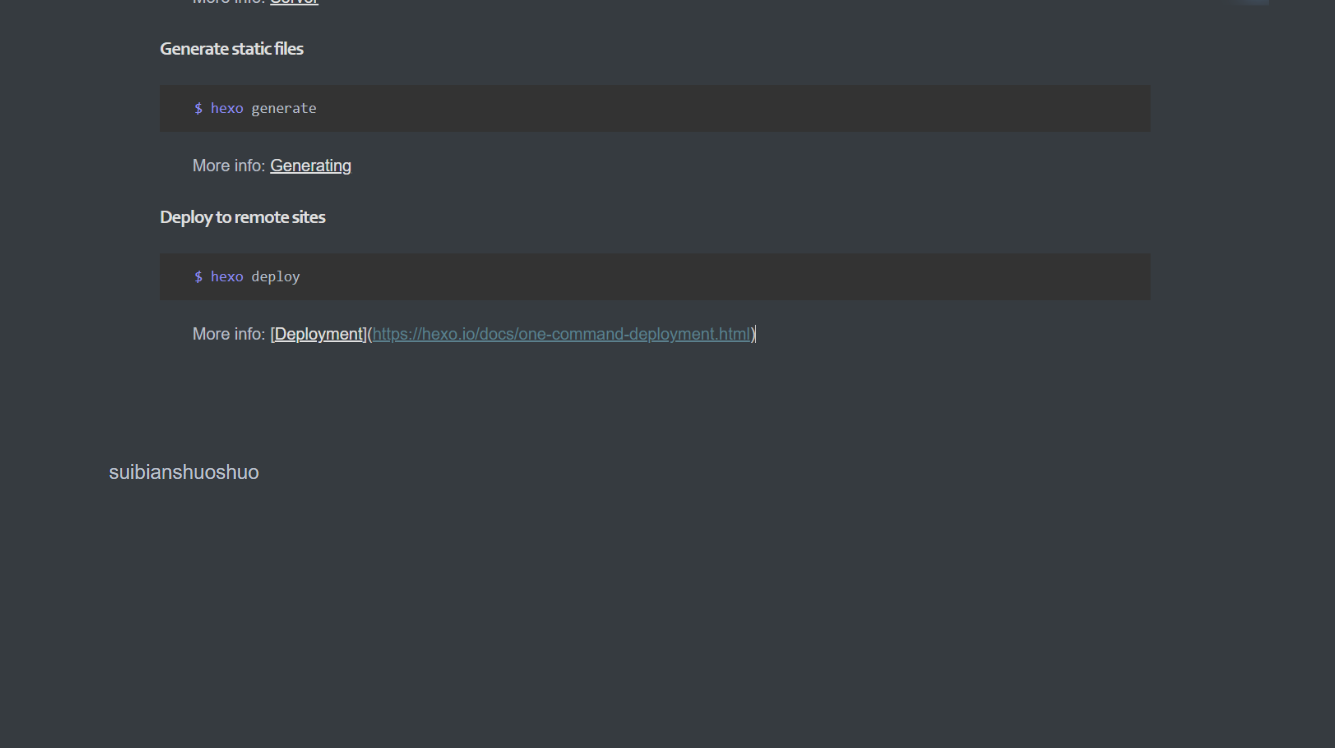 More info: Server
Generate static files
$ hexo generate
More info: Generating
Deploy to remote sites
$ hexo deploy
More info: [Deployment](https://hexo.io/docs/one-command-deployment.html)
suibianshuoshuo